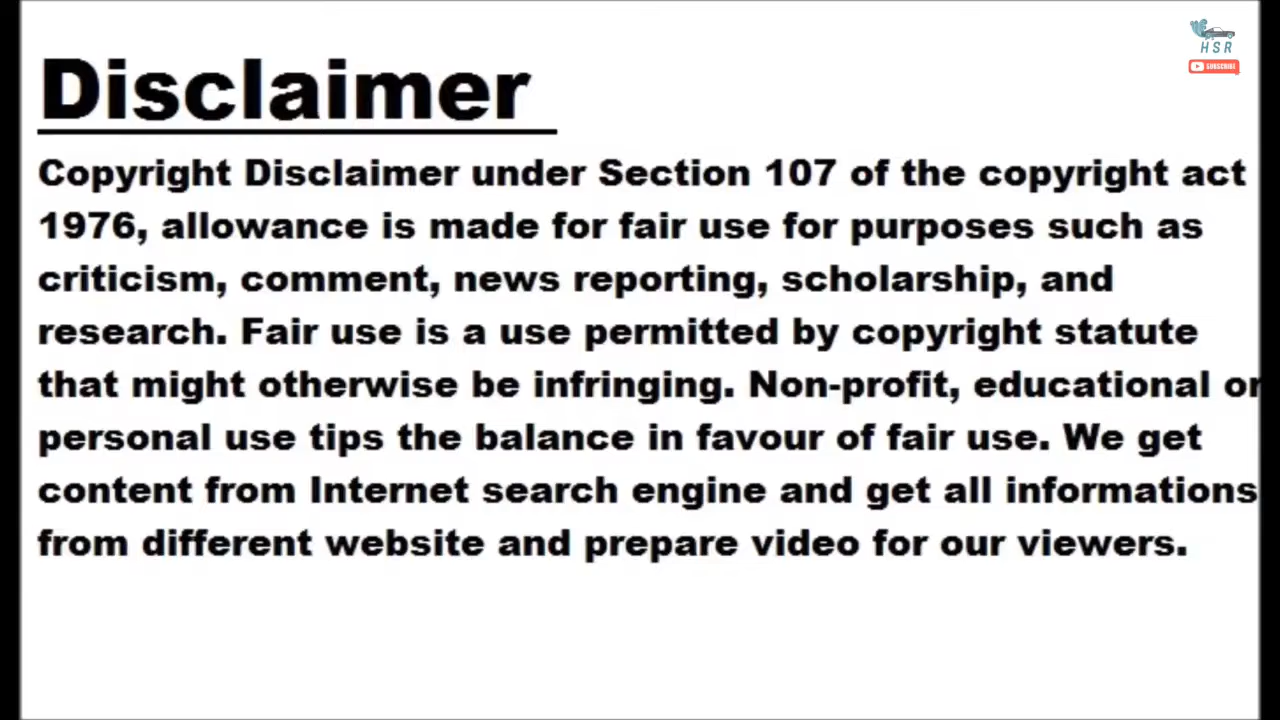 HSR
SUBSCRIBE
Disclaimer
Copyright Disclaimer under Section 107 of the copyright act
1976, allowance is made for fair use for purposes such as
criticism, comment, news reporting, scholarship, and
research. Fair use is a use permitted by copyright statute
that might otherwise be infringing. Non-profit, educational or
personal use tips the balance in favour of fair use. We get
content from Internet search engine and get all informations
from different website and prepare video for our viewers.